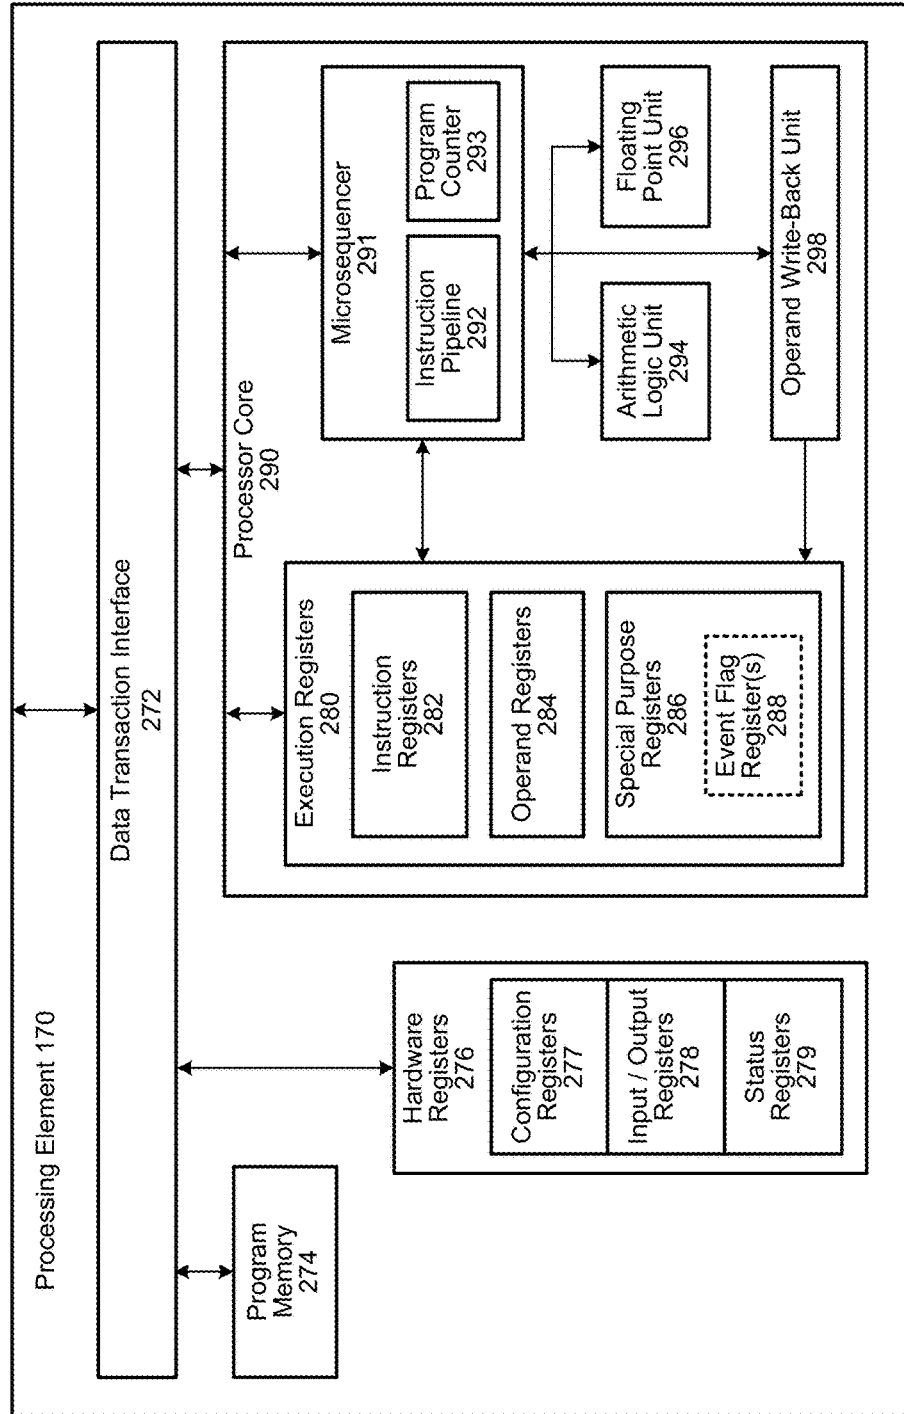 Processing Element 170
Data Transaction Interface
272
Program
Memory
274
Hardware
Registers
276
Configuration
Registers
277
Input / Output
Registers
278
Status
Registers
279
Processor Core
290
Execution Registers
280
Instruction
Registers
282
Operand Registers
284
Special Purpose
Registers
286
Event Flag
Register(s)
288
Microsequencer
291
Instruction
Pipeline
292
Program
Counter
293
Arithmetic
Logic Unit
294
Floating
Point Unit
296
Operand Write-Back Unit
298